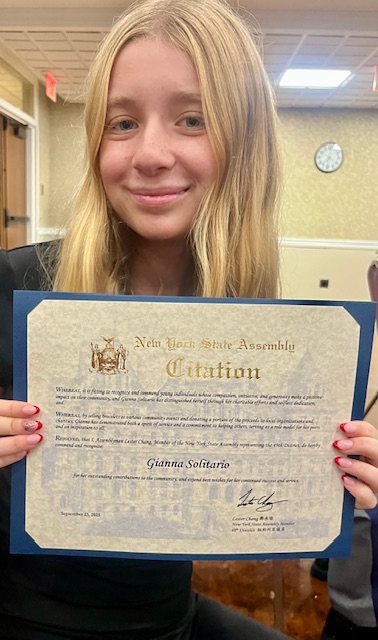 New York State Assembly
Citation
WHEREAS, it is fitting to recognize and commend young individuals whose compassion, initiative, and generosity make a positive
impact in their community, and Gianna Solitario has distinguished herself through her charitable efforts and selfless dedication,
and
WHEREAS, by selling bracelets at various community events and donating a portion of the proceeds to local organizations and
charities, Gianna has demonstrated both a spirit of service and a commitment to helping others, serving as a role model for her peers
and an inspiration to all;
RESOLVED, that I, Assemblyman Lester Chang, Member of the New York State Assembly representing the 49th District, do hereby
commend and recognize
Gianna Solitario
for her outstanding contributions to the community, and extend best wishes for her continued success and service.
September 25, 2025
Lester Chang
New York State Assembly Member
49th District